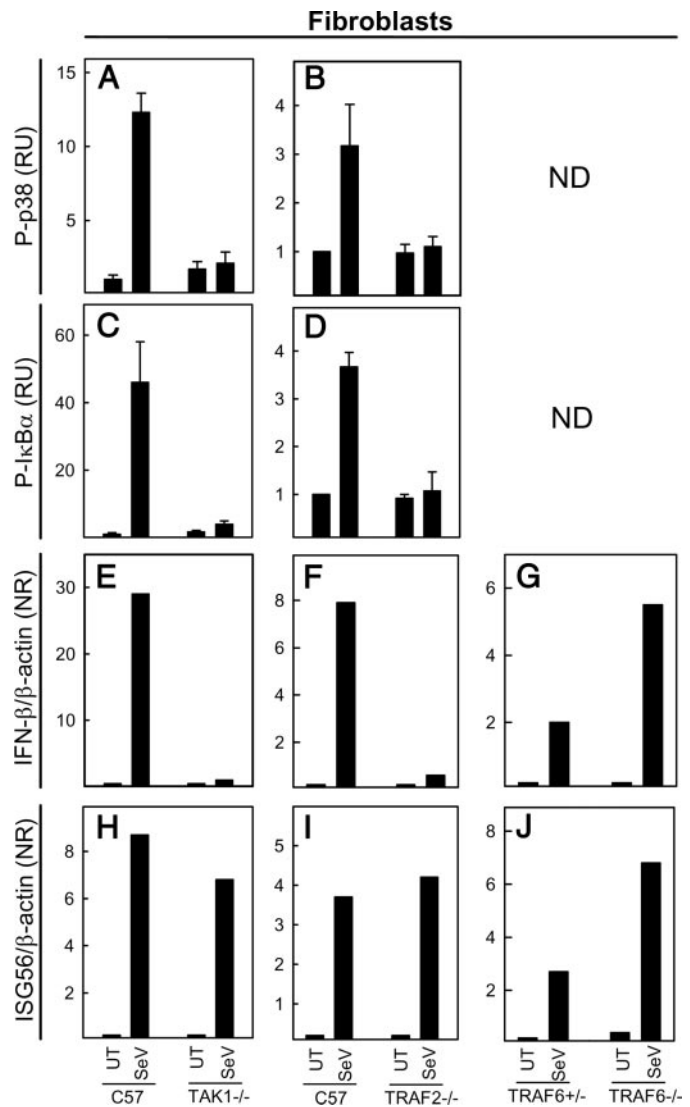 Fibroblasts
P-p38 (RU)
A
15
10
5
B
4
3
2
1
ND
P-IκBα (RU)
C
60
40
20
D
4
3
2
1
ND
IFN-β/β-actin (NR)
E
30
20
10
F
8
6
4
2
G
6
4
2
ISG56/β-actin (NR)
H
8
6
4
2
I
5
4
3
2
1
J
8
6
4
2
UT SeV UT SeV UT SeV UT SeV UT SeV UT SeV
C57 TAK1-/- C57 TRAF2-/- TRAF6+/- TRAF6-/-